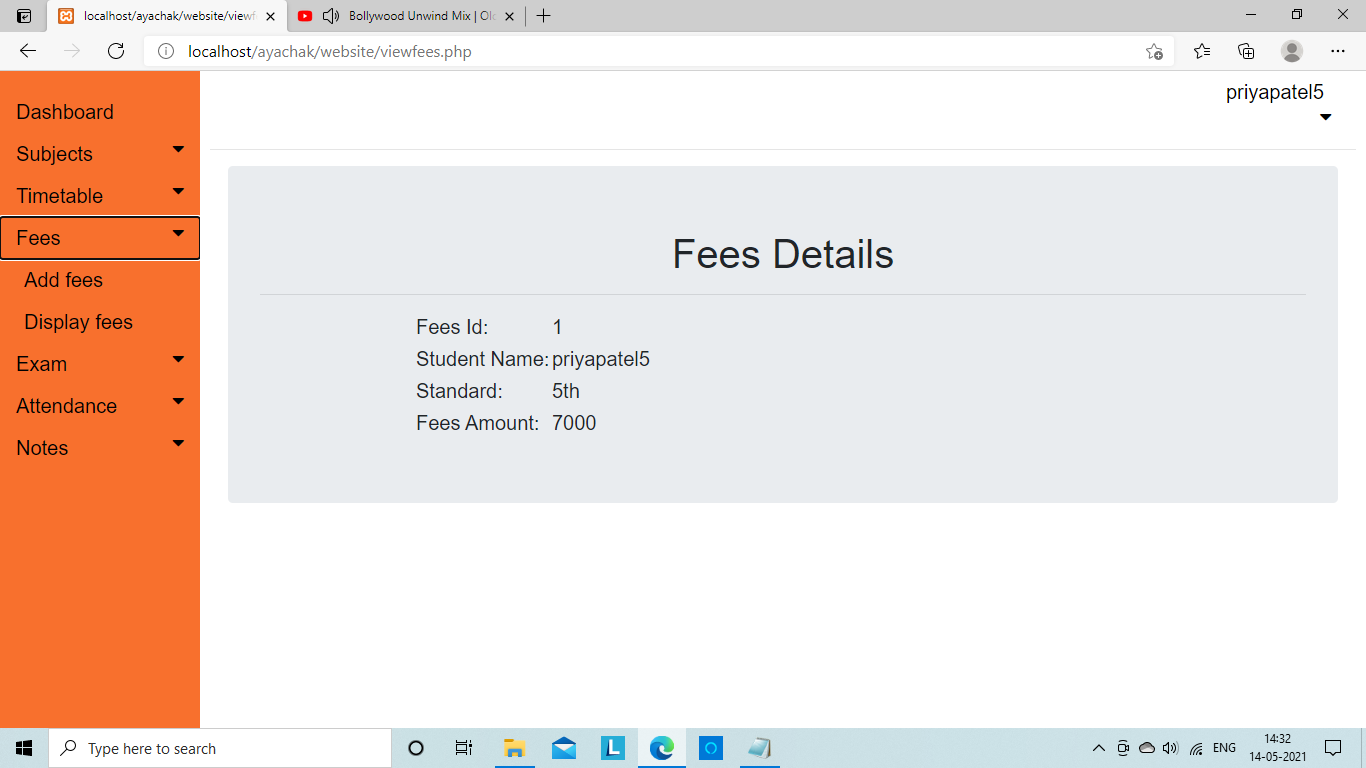 localhost/ayachak/website/viewf
Bollywood Unwind Mix | Old
localhost/ayachak/website/viewfees.php
priyapatel5
Dashboard
Subjects
Timetable
Fees
Add fees
Display fees
Exam
Attendance
Notes
Fees Details
Fees Id: 1
Student Name: priyapatel5
Standard: 5th
Fees Amount: 7000
Type here to search
L
ENG
14:32
14-05-2021